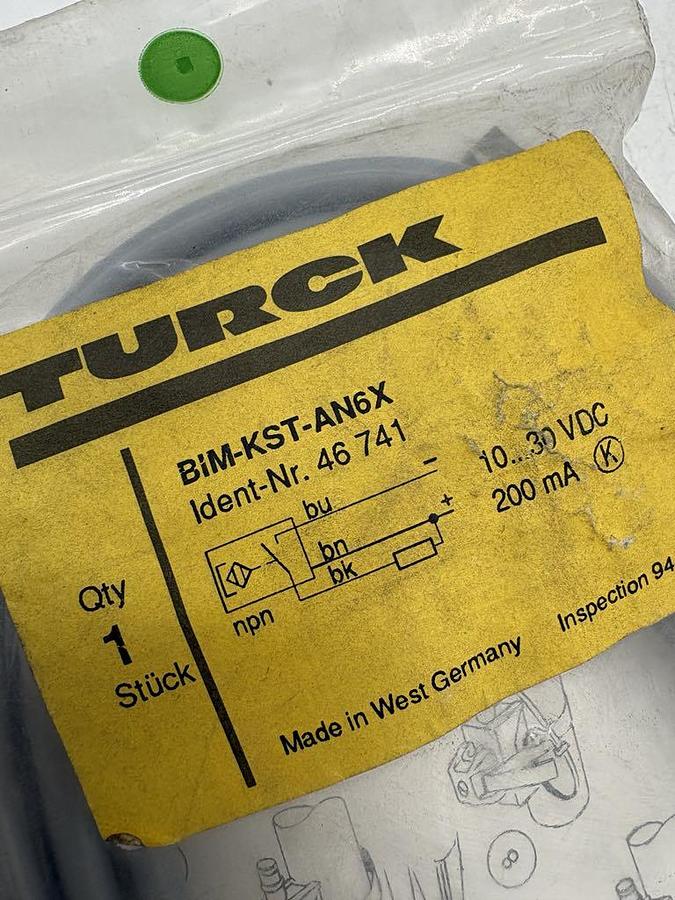 TURCK
BIM-KST-AN6X
Ident-Nr. 46 741
10...30 VDC
200 mA K
bu
-
+
bn
bk
npn
Qty
1
Stück
Made in West Germany
Inspection 94